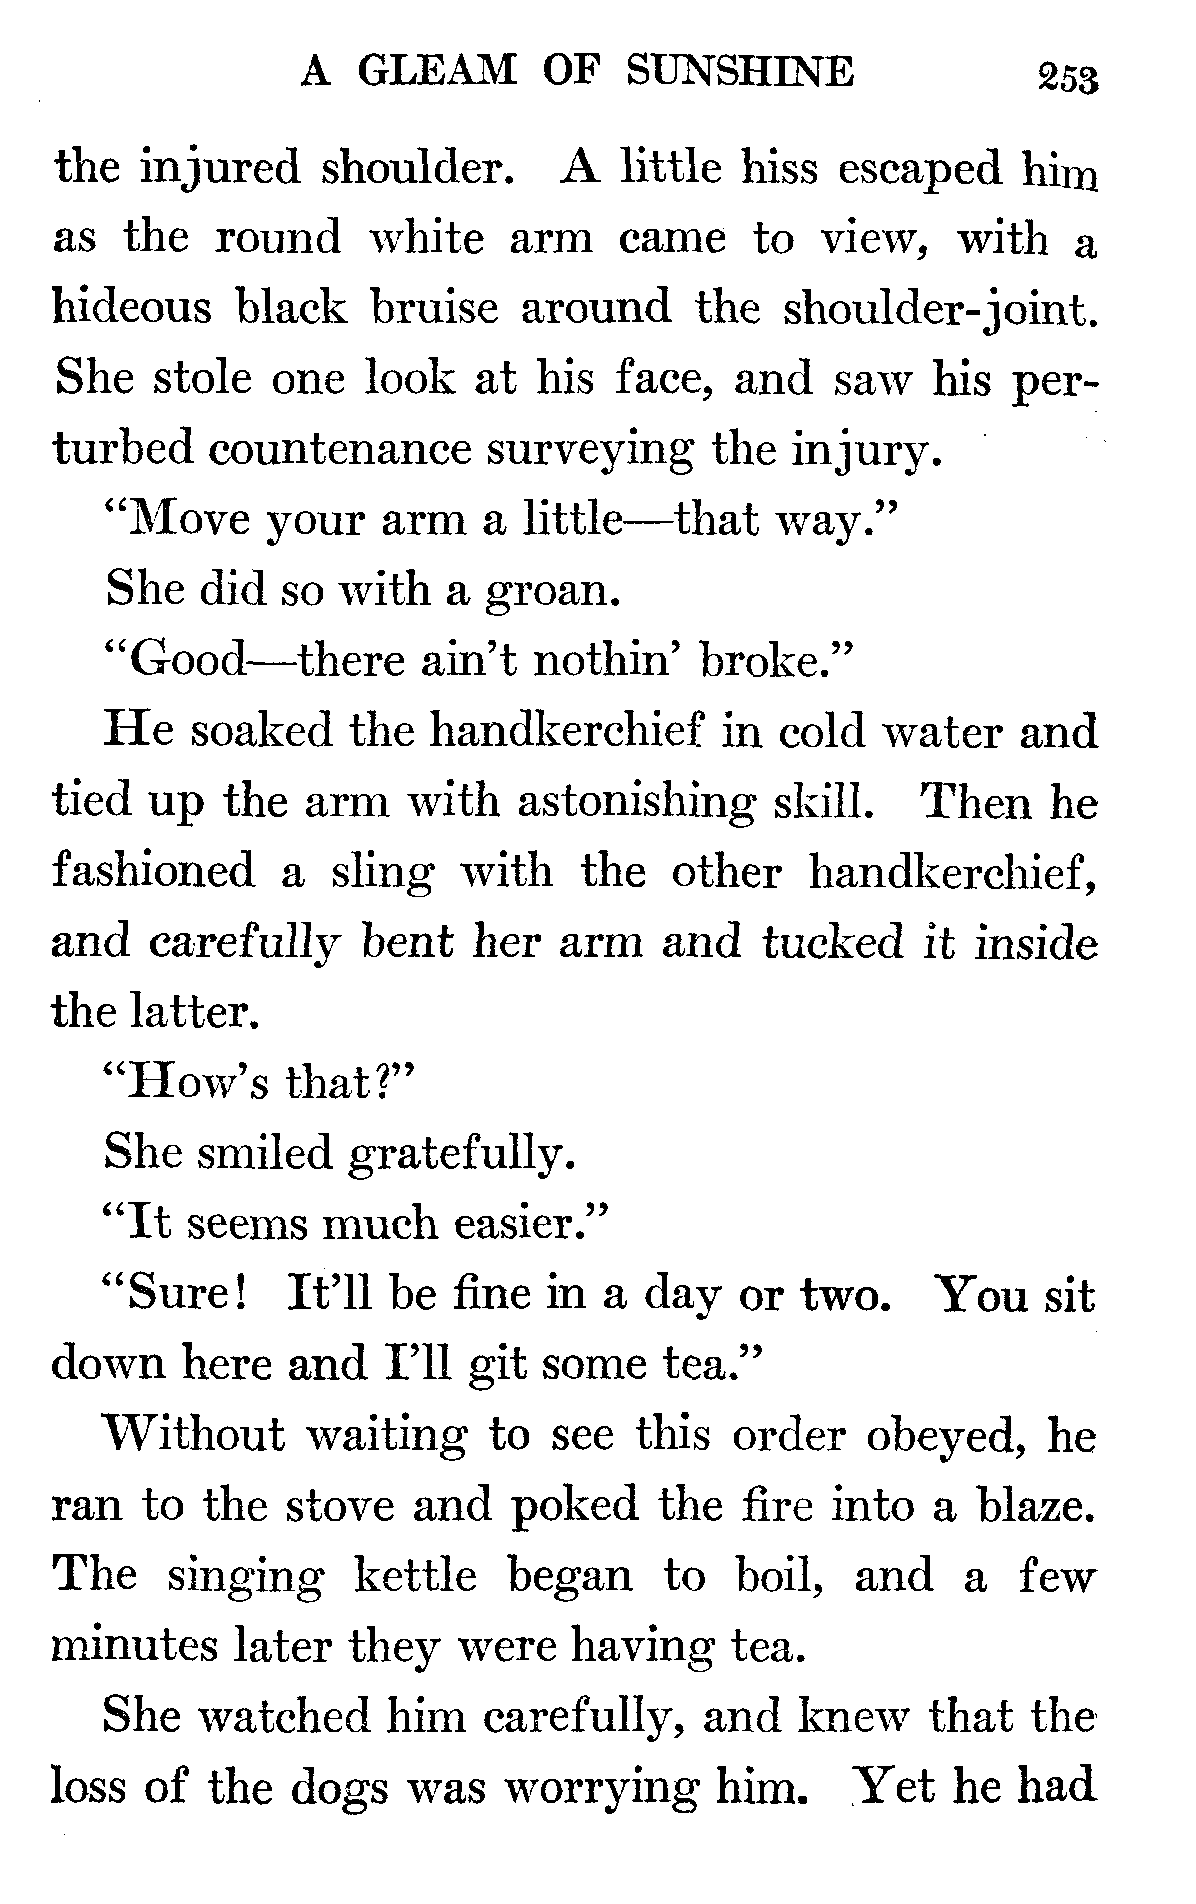 A GLEAM OF SUNSHINE 253
the injured shoulder. A little hiss escaped him
as the round white arm came to view, with a
hideous black bruise around the shoulder-joint.
She stole one look at his face, and saw his per-
turbed countenance surveying the injury.
“Move your arm a little—that way.”
She did so with a groan.
“Good—there ain’t nothin’ broke.”
He soaked the handkerchief in cold water and
tied up the arm with astonishing skill. Then he
fashioned a sling with the other handkerchief,
and carefully bent her arm and tucked it inside
the latter.
“How’s that?”
She smiled gratefully.
“It seems much easier.”
“Sure! It’ll be fine in a day or two. You sit
down here and I’ll git some tea.”
Without waiting to see this order obeyed, he
ran to the stove and poked the fire into a blaze.
The singing kettle began to boil, and a few
minutes later they were having tea.
She watched him carefully, and knew that the
loss of the dogs was worrying him. Yet he had